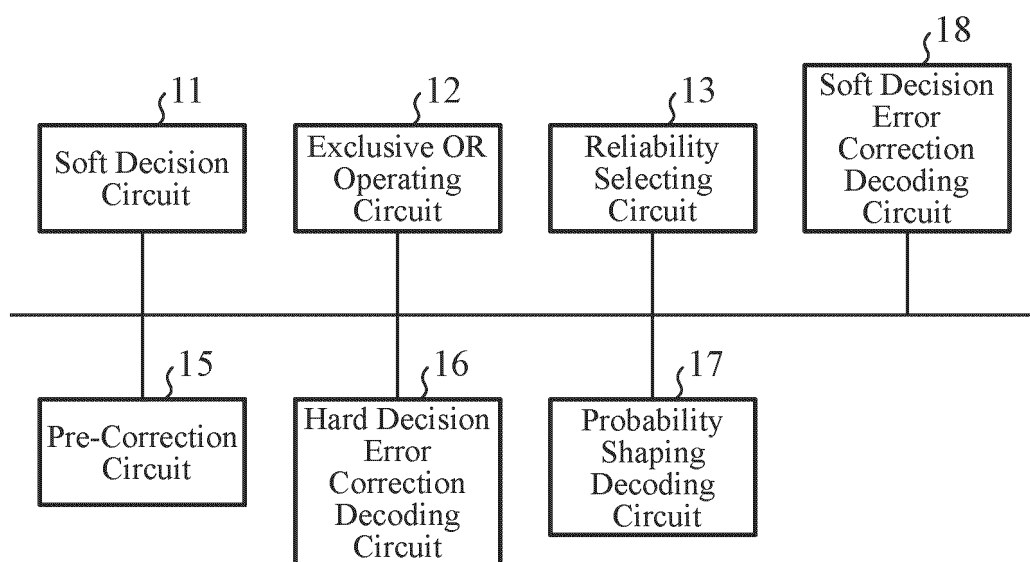 11
Soft Decision
Circuit
12
Exclusive OR
Operating
Circuit
13
Reliability
Selecting
Circuit
18
Soft Decision
Error
Correction
Decoding
Circuit
15
Pre-Correction
Circuit
16
Hard Decision
Error
Correction
Decoding
Circuit
17
Probability
Shaping
Decoding
Circuit